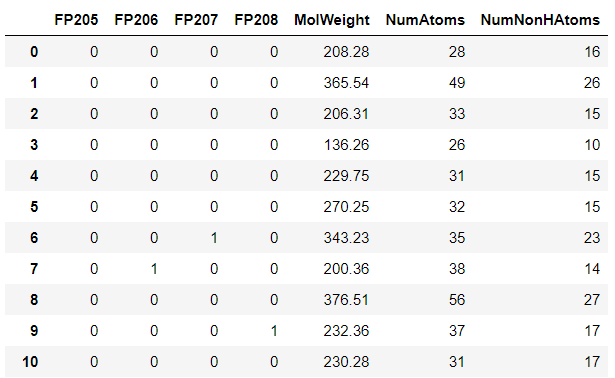 FP205 FP206 FP207 FP208 MolWeight NumAtoms NumNonHAtoms
0 0 0 0 0 208.28 28 16
1 0 0 0 0 365.54 49 26
2 0 0 0 0 206.31 33 15
3 0 0 0 0 136.26 26 10
4 0 0 0 0 229.75 31 15
5 0 0 0 0 270.25 32 15
6 0 0 1 0 343.23 35 23
7 0 1 0 0 200.36 38 14
8 0 0 0 0 376.51 56 27
9 0 0 0 1 232.36 37 17
10 0 0 0 0 230.28 31 17